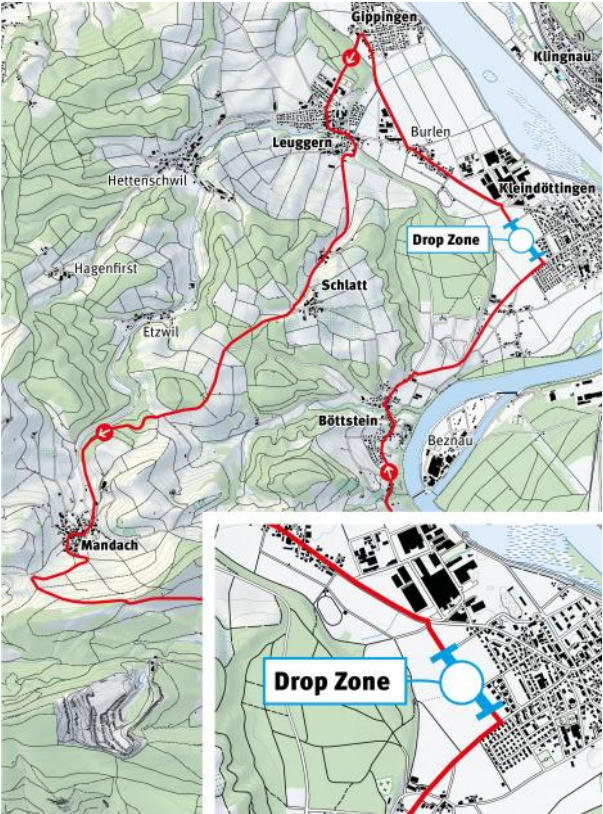 Gippingen
Klingnau
Leuggern
Burlen
Hettenschwil
Kleindöttingen
Drop Zone
Hagenfirst
Schlatt
Etzwil
Böttstein
Beznau
Mandach
Drop Zone